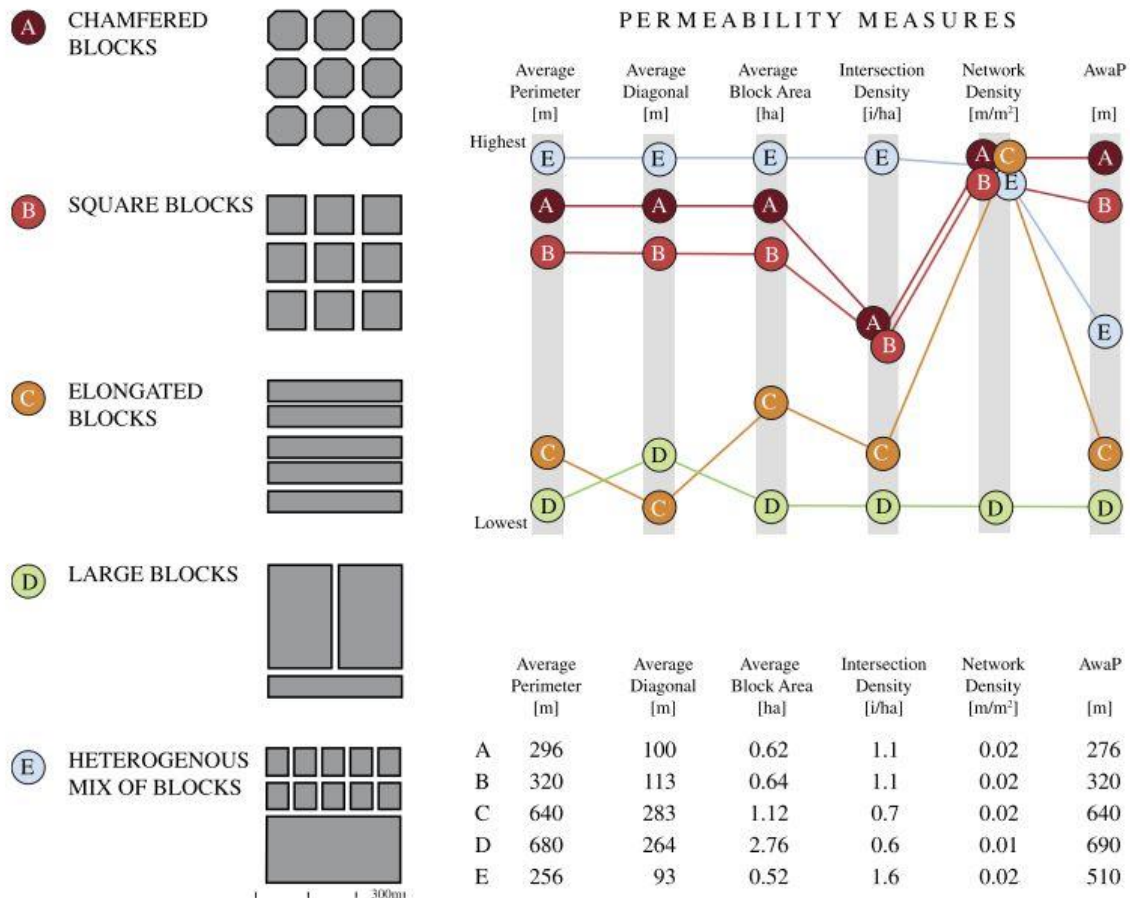 A CHAMFERED
BLOCKS
B SQUARE BLOCKS
C ELONGATED
BLOCKS
D LARGE BLOCKS
E HETEROGENOUS
MIX OF BLOCKS
300m
PERMEABILITY MEASURES
Average Perimeter [m]
Average Diagonal [m]
Average Block Area [ha]
Intersection Density [i/ha]
Network Density [m/m²]
AwaP [m]
Highest
E E E E A C A
A A A B E B
B B B
A E
B
C
C D C C
D C D D D D
Lowest
Average Perimeter [m]
Average Diagonal [m]
Average Block Area [ha]
Intersection Density [i/ha]
Network Density [m/m²]
AwaP [m]
A 296 100 0.62 1.1 0.02 276
B 320 113 0.64 1.1 0.02 320
C 640 283 1.12 0.7 0.02 640
D 680 264 2.76 0.6 0.01 690
E 256 93 0.52 1.6 0.02 510